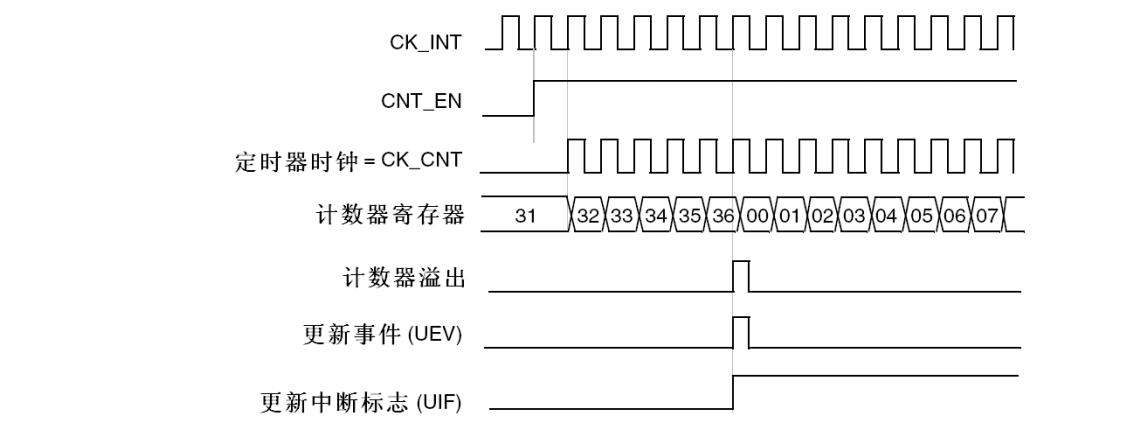 CK_INT
CNT_EN
定时器时钟 = CK_CNT
计数器寄存器 31 32 33 34 35 36 00 01 02 03 04 05 06 07
计数器溢出
更新事件 (UEV)
更新中断标志 (UIF)